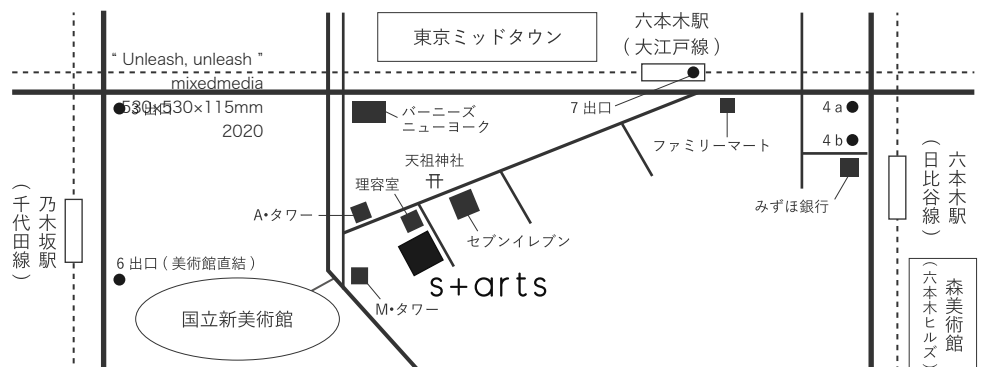 東京ミッドタウン
六本木駅
(大江戸線)
“ Unleash, unleash ”
mixedmedia
530×530×115mm
2020
3 出口
7 出口
バーニーズ
ニューヨーク
4 a
4 b
ファミリーマート
天祖神社
理容室
A•タワー
みずほ銀行
セブンイレブン
六本木駅
(日比谷線)
乃木坂駅
(千代田線)
6 出口 ( 美術館直結 )
s+arts
M•タワー
国立新美術館
森美術館
(六本木ヒルズ)